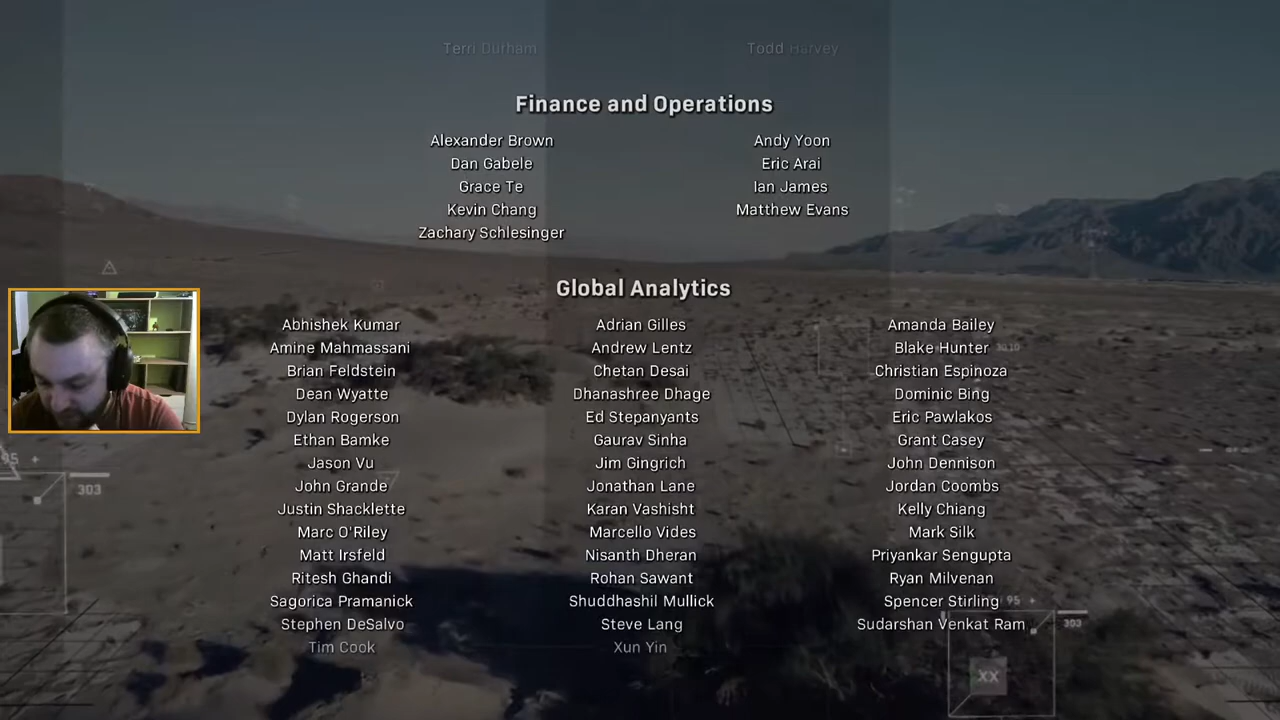 Terri Durham Todd Harvey
Finance and Operations
Alexander Brown Andy Yoon
Dan Gabele Eric Arai
Grace Te Ian James
Kevin Chang Matthew Evans
Zachary Schlesinger
Global Analytics
Abhishek Kumar Adrian Gilles Amanda Bailey
Amine Mahmassani Andrew Lentz Blake Hunter 30.10
Brian Feldstein Chetan Desai Christian Espinoza
Dean Wyatte Dhanashree Dhage Dominic Bing
Dylan Rogerson Ed Stepanyants Eric Pawlakos
Ethan Bamke Gaurav Sinha Grant Casey
Jason Vu Jim Gingrich John Dennison
95 +
303
John Grande Jonathan Lane Jordan Coombs
Justin Shacklette Karan Vashisht Kelly Chiang
Marc O'Riley Marcello Vides Mark Silk
Matt Irsfeld Nisanth Dheran Priyankar Sengupta
Ritesh Ghandi Rohan Sawant Ryan Milvenan
Sagorica Pramanick Shuddhashil Mullick Spencer Stirling
95 +
Stephen DeSalvo Steve Lang Sudarshan Venkat Ram
303
Tim Cook Xun Yin
XX